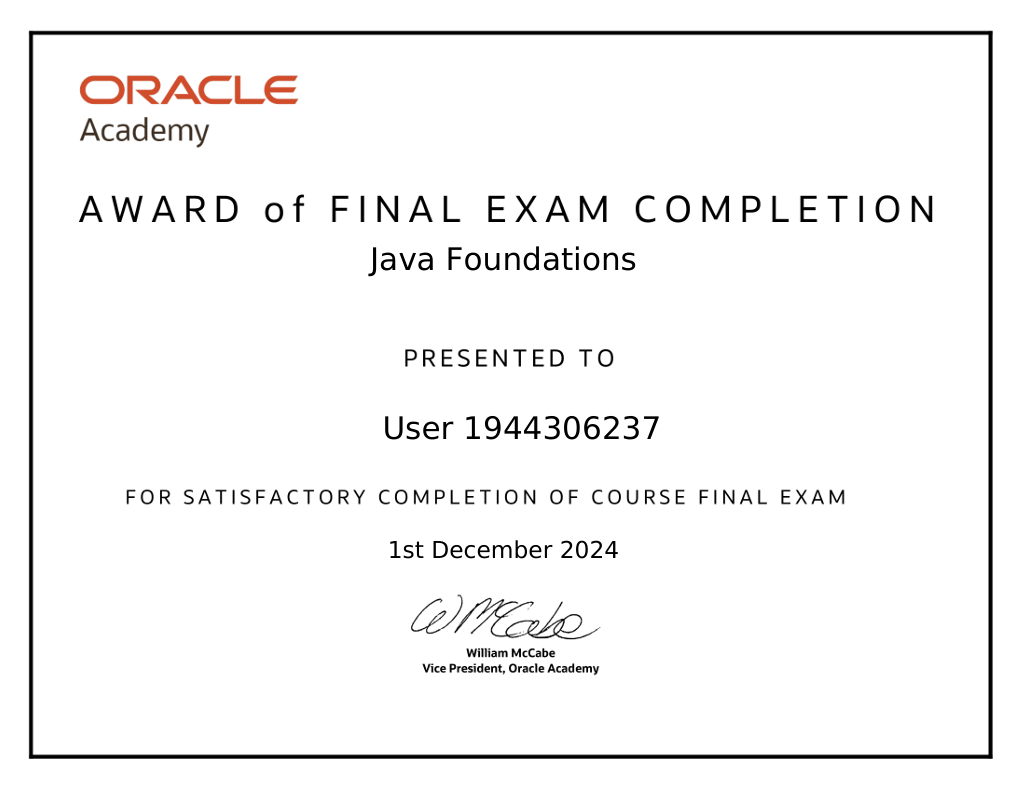 ORACLE
Academy
AWARD of FINAL EXAM COMPLETION
Java Foundations
PRESENTED TO
User 1944306237
FOR SATISFACTORY COMPLETION OF COURSE FINAL EXAM
1st December 2024
WMcCabe
William McCabe
Vice President, Oracle Academy